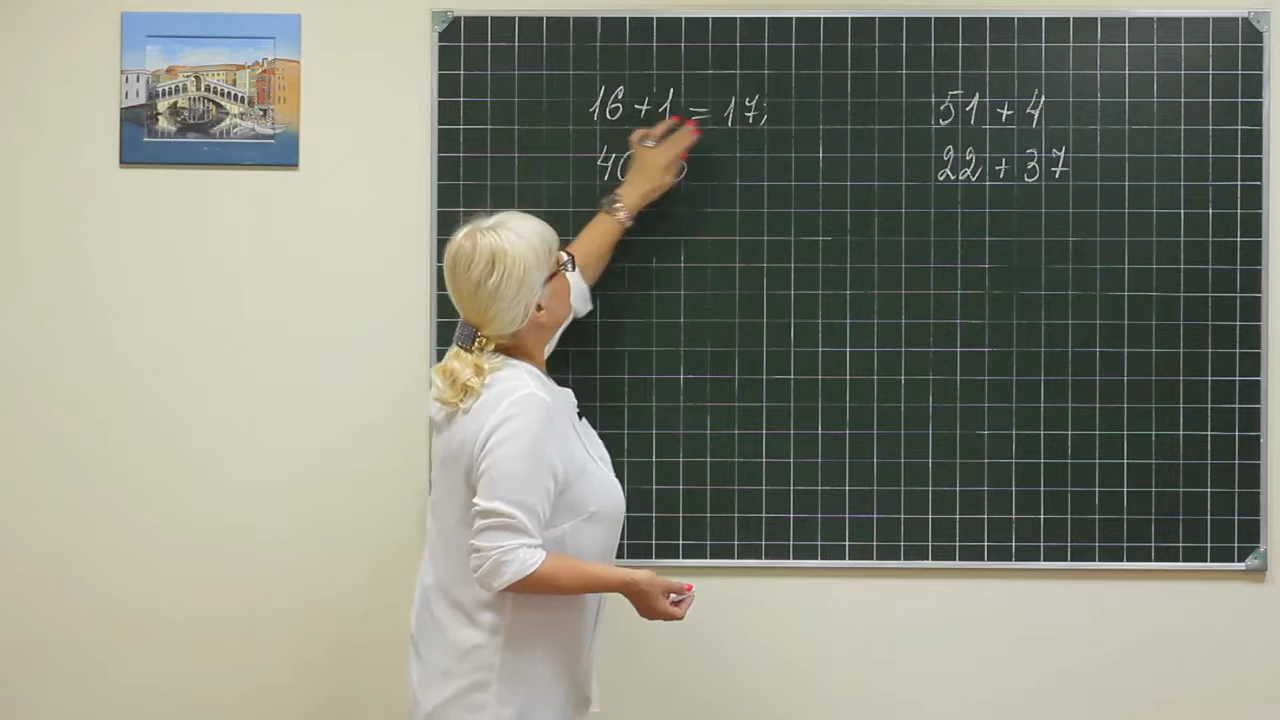 16 + 1 = 17;
51 + 4
22 + 37